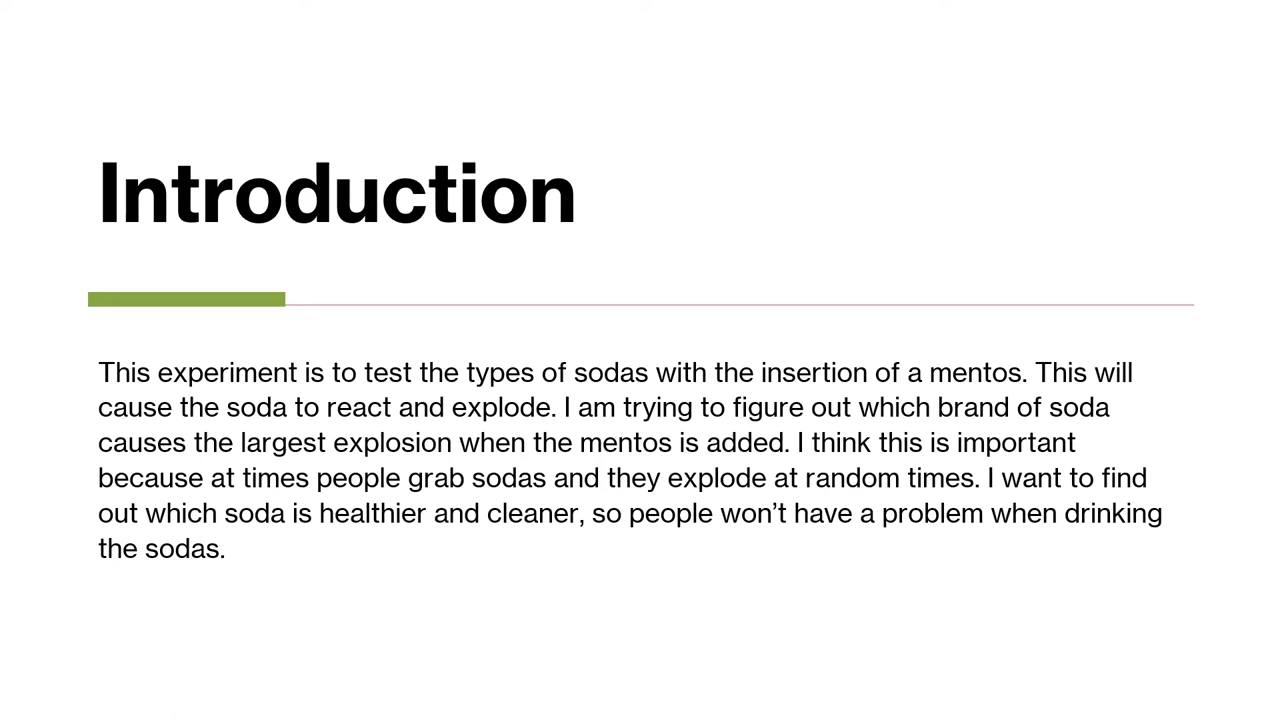 Introduction
This experiment is to test the types of sodas with the insertion of a mentos. This will
cause the soda to react and explode. I am trying to figure out which brand of soda
causes the largest explosion when the mentos is added. I think this is important
because at times people grab sodas and they explode at random times. I want to find
out which soda is healthier and cleaner, so people won’t have a problem when drinking
the sodas.